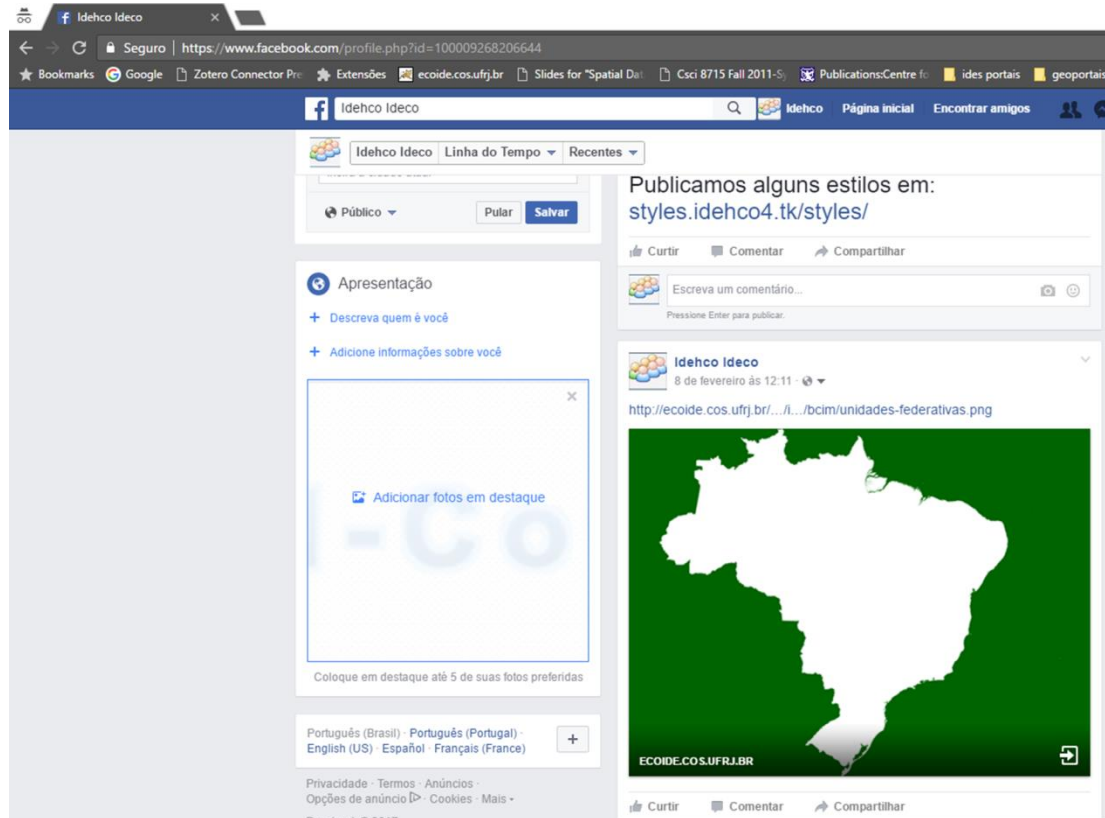 Idehco Ideco
Seguro | https://www.facebook.com/profile.php?id=100009268206644
Bookmarks Google Zotero Connector Pre Extensões ecoide.cos.ufrj.br Slides for "Spatial Dat Csci 8715 Fall 2011-S Publications:Centre fo ides portais geoportais
Idehco Ideco Idehco Página inicial Encontrar amigos
Idehco Ideco Linha do Tempo Recentes
Público Pular Salvar
Apresentação
+ Descreva quem é você
+ Adicione informações sobre você
Adicionar fotos em destaque
-Co
Coloque em destaque até 5 de suas fotos preferidas
Português (Brasil) · Português (Portugal) ·
English (US) · Español · Français (France)
+
Privacidade · Termos · Anúncios ·
Opções de anúncio · Cookies · Mais
Publicamos alguns estilos em:
styles.idehco4.tk/styles/
Curtir Comentar Compartilhar
Escreva um comentário...
Pressione Enter para publicar.
Idehco Ideco
8 de fevereiro às 12:11 ·
http://ecoide.cos.ufrj.br/.../i.../bcim/unidades-federativas.png
ECOIDE.COS.UFRJ.BR
Curtir Comentar Compartilhar